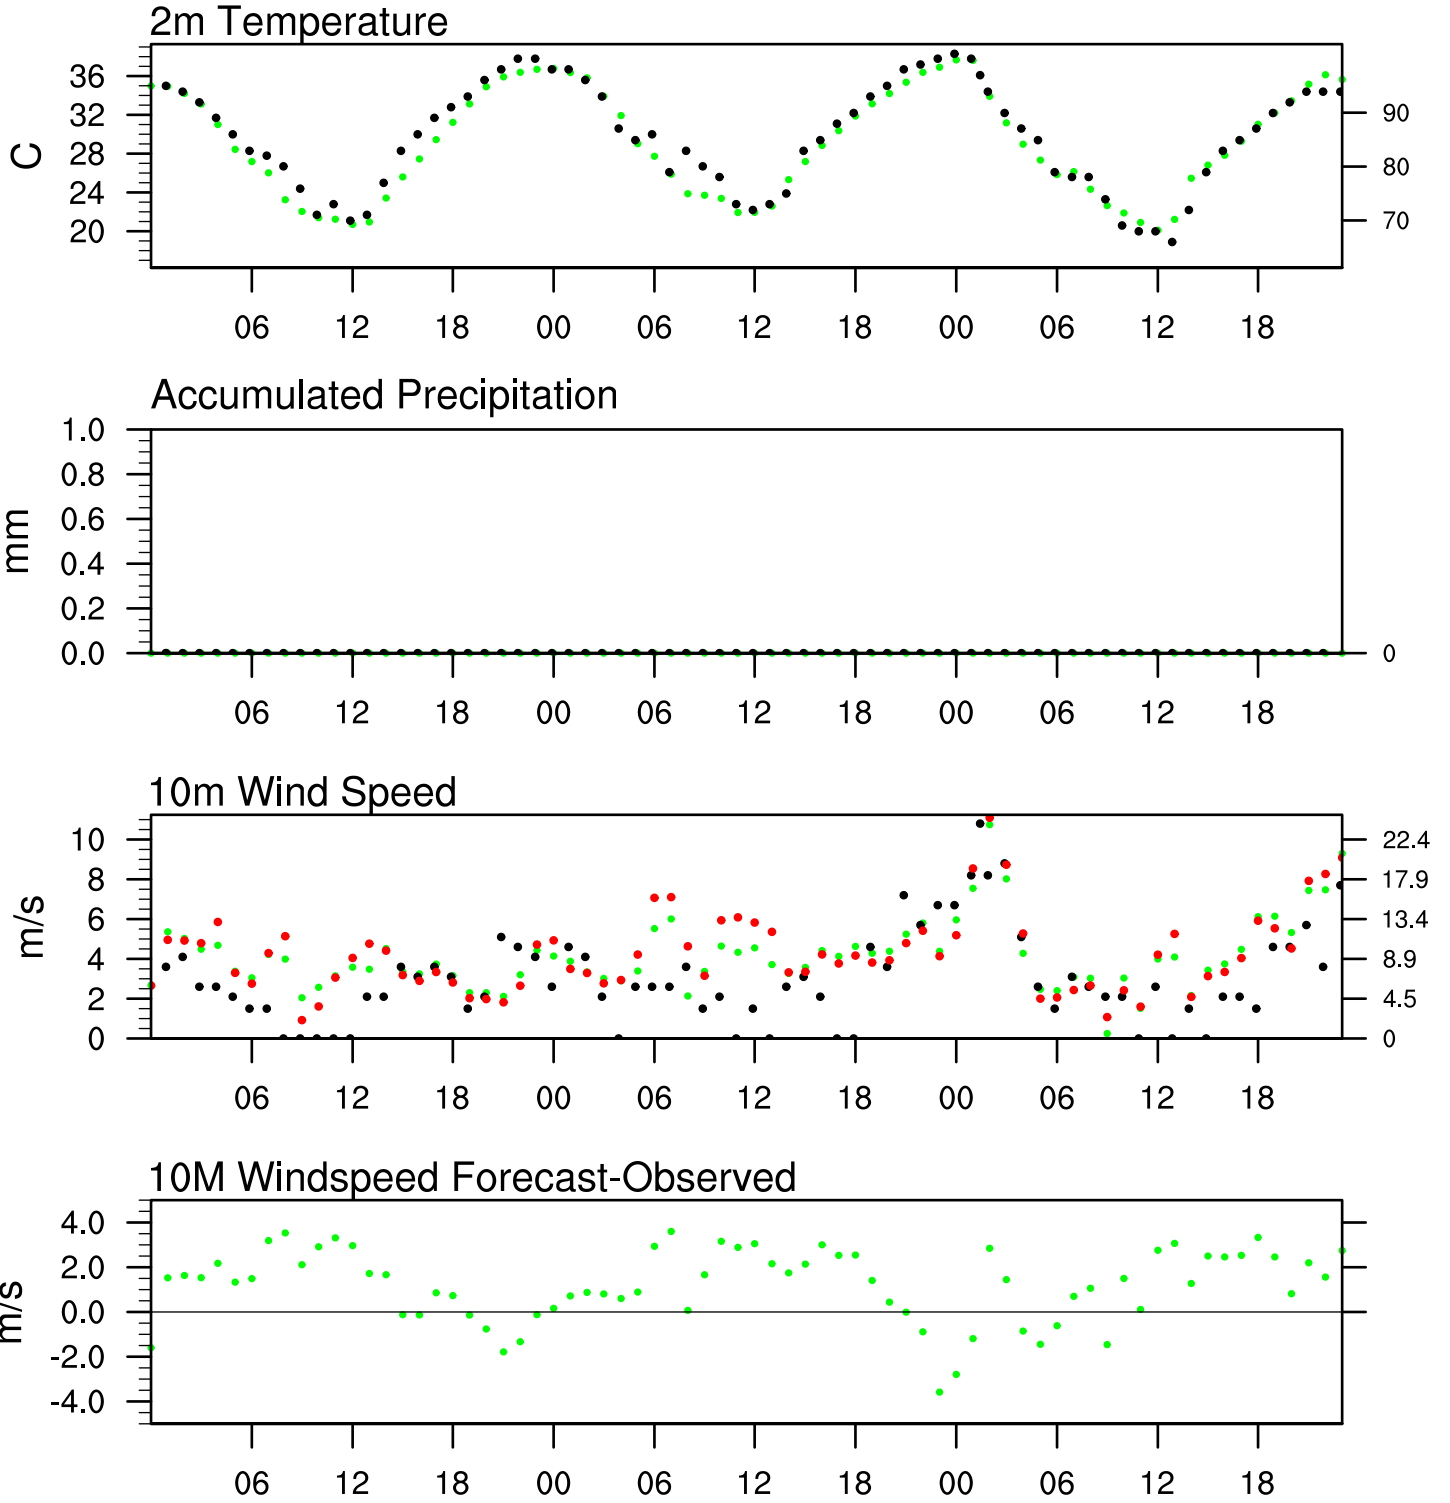 2m Temperature
C
36
32
28
24
20
90
80
70
06 12 18 00 06 12 18 00 06 12 18
Accumulated Precipitation
mm
1.0
0.8
0.6
0.4
0.2
0.0
0
06 12 18 00 06 12 18 00 06 12 18
10m Wind Speed
m/s
10
8
6
4
2
0
22.4
17.9
13.4
8.9
4.5
0
06 12 18 00 06 12 18 00 06 12 18
10M Windspeed Forecast-Observed
m/s
4.0
2.0
0.0
-2.0
-4.0
06 12 18 00 06 12 18 00 06 12 18